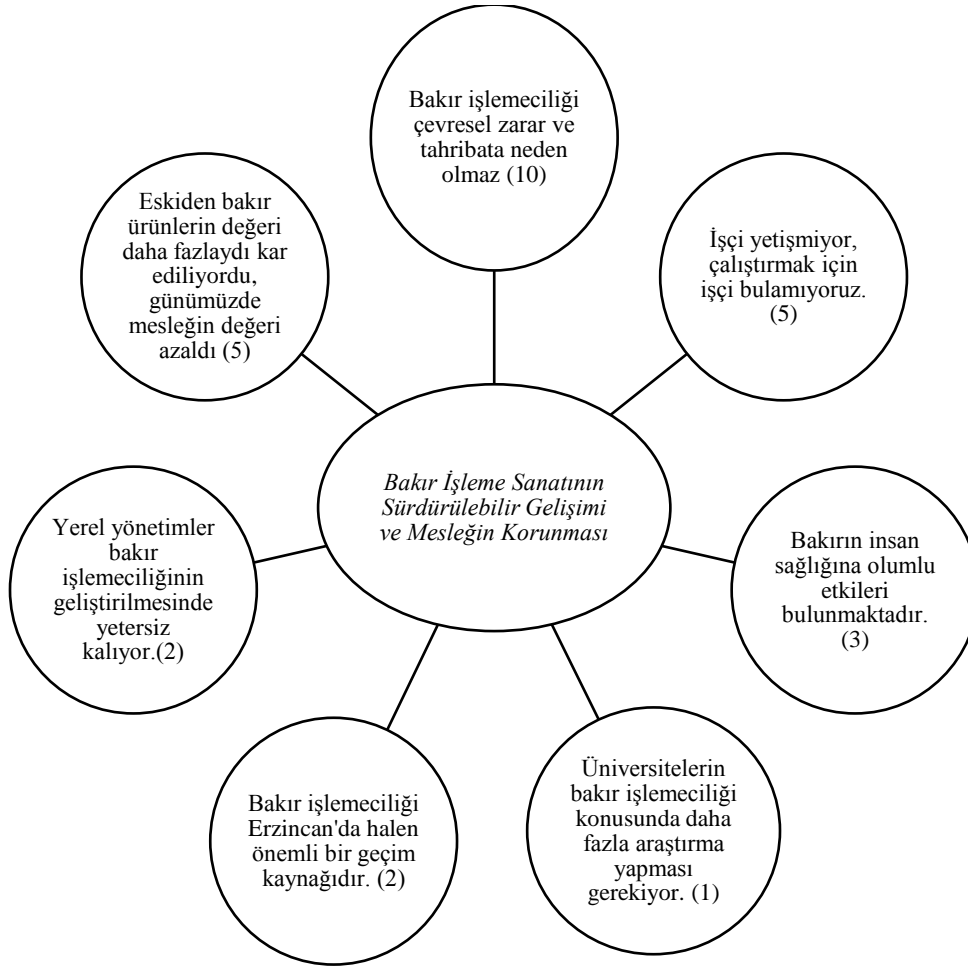 Bakır işlemeciliği
çevresel zarar ve
tahribata neden
olmaz (10)
İşçi yetişmiyor,
çalıştırmak için
işçi bulamıyoruz.
(5)
Bakırın insan
sağlığına olumlu
etkileri
bulunmaktadır.
(3)
Üniversitelerin
bakır işlemeciliği
konusunda daha
fazla araştırma
yapması
gerekiyor. (1)
Bakır işlemeciliği
Erzincan'da halen
önemli bir geçim
kaynağıdır. (2)
Yerel yönetimler
bakır
işlemeciliğinin
geliştirilmesinde
yetersiz
kalıyor.(2)
Eskiden bakır
ürünlerin değeri
daha fazlaydı kar
ediliyordu,
günümüzde
mesleğin değeri
azaldı (5)
Bakır İşleme Sanatının
Sürdürülebilir Gelişimi
ve Mesleğin Korunması